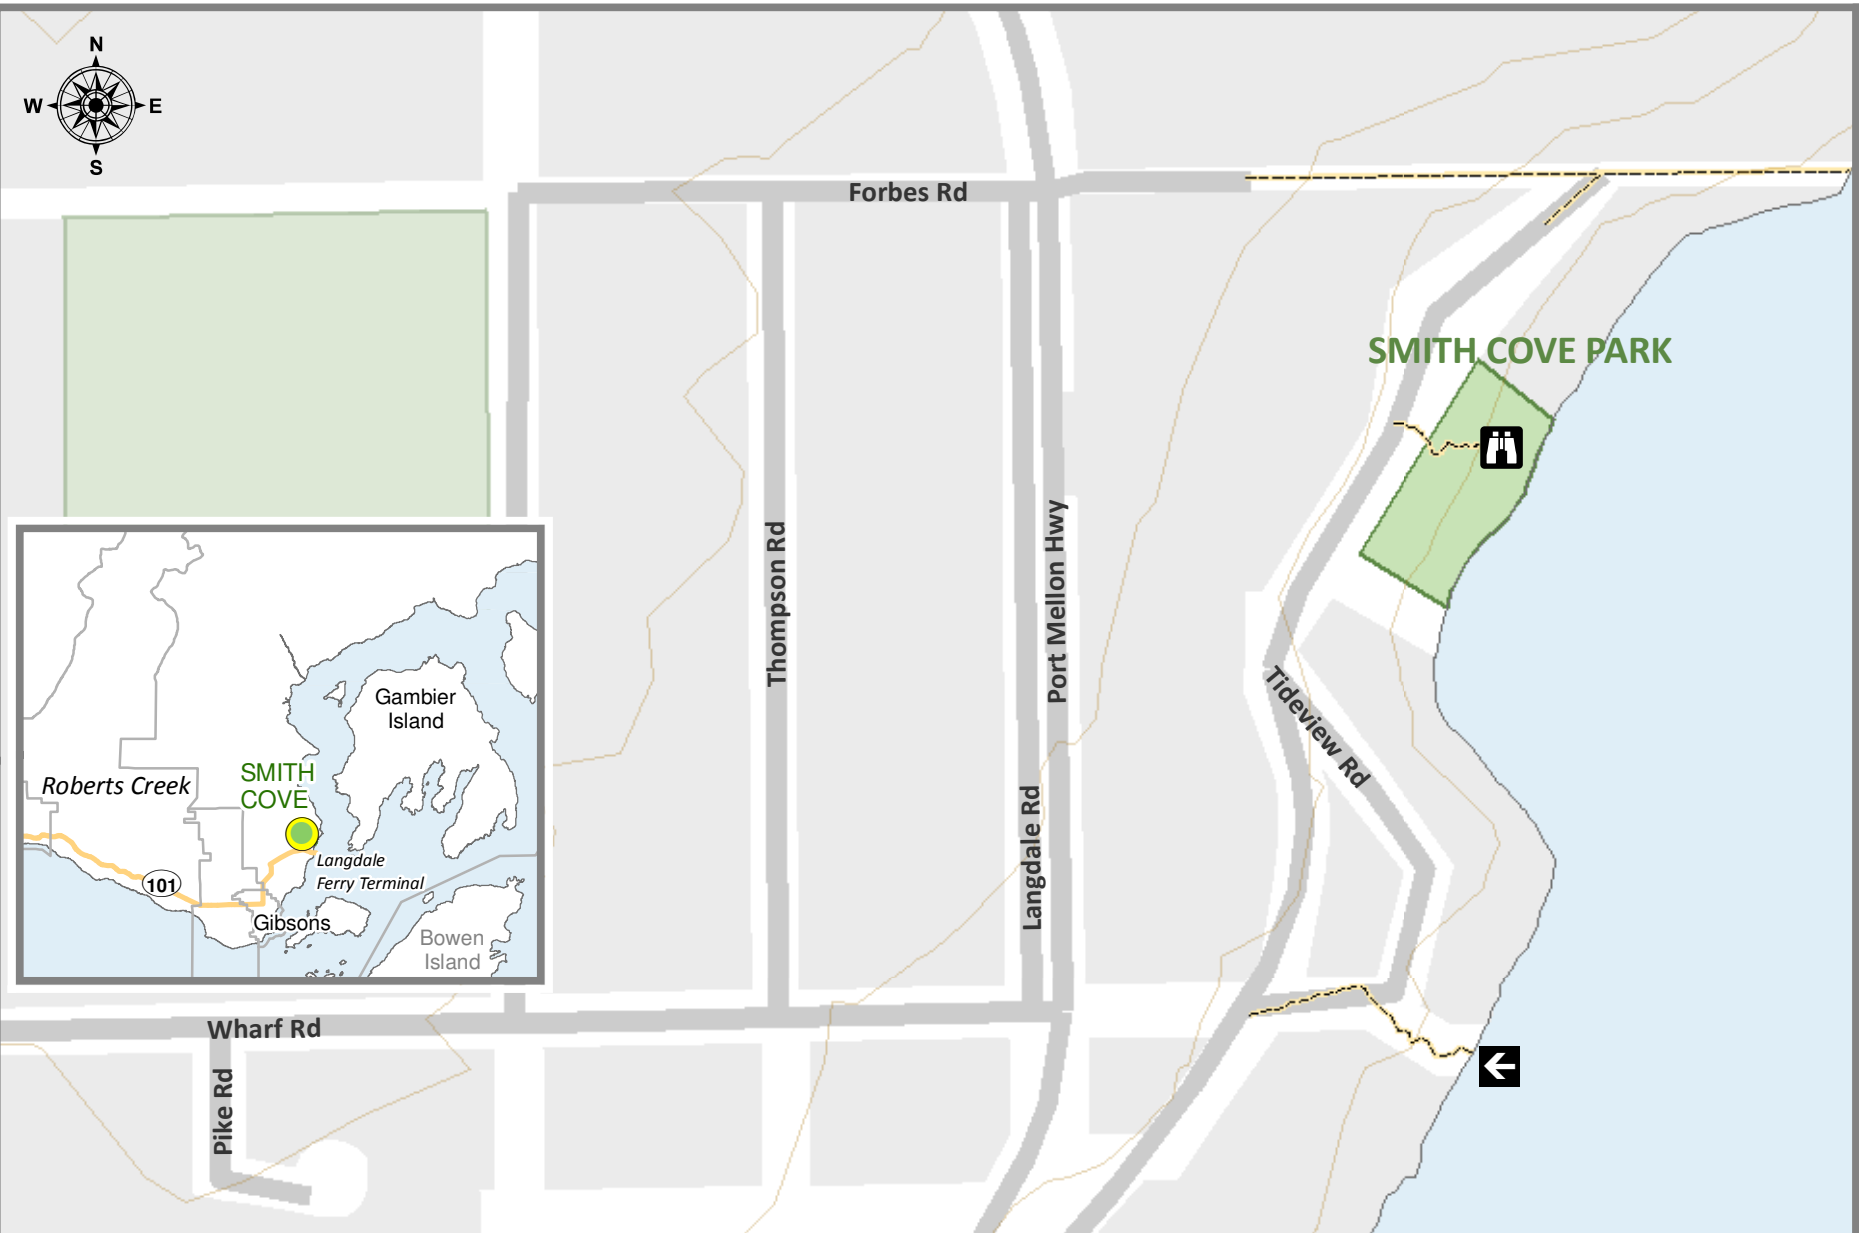 N
W E
S
Forbes Rd
SMITH COVE PARK
Thompson Rd
Port Mellon Hwy
Langdale Rd
Tideview Rd
Wharf Rd
Pike Rd
Gambier
Island
SMITH
COVE
Roberts Creek
Langdale
Ferry Terminal
101
Gibsons
Bowen
Island